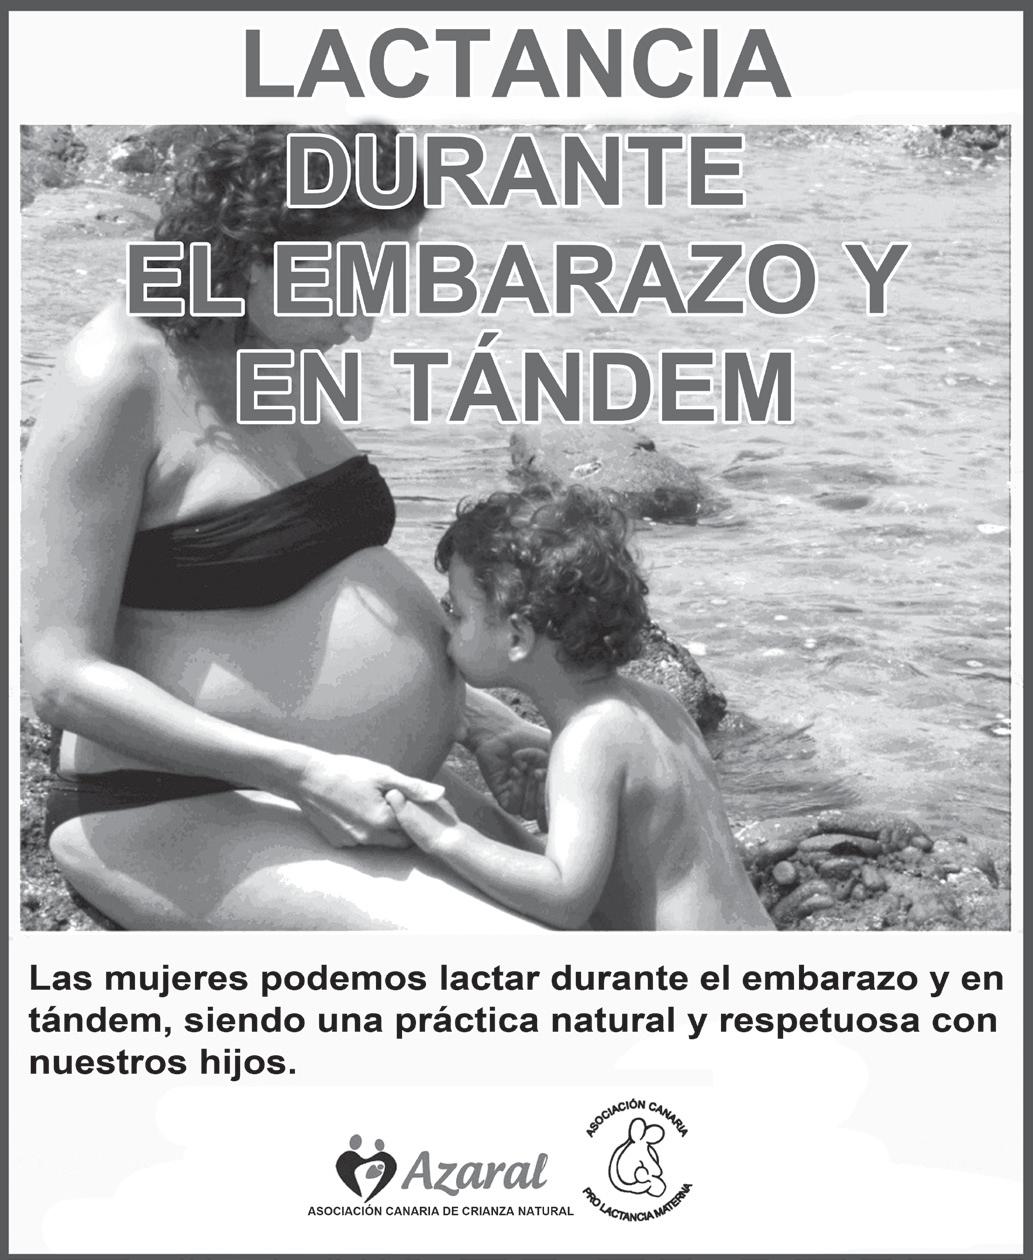 LACTANCIA
DURANTE
EL EMBARAZO Y
EN TÁNDEM
Las mujeres podemos lactar durante el embarazo y en
tándem, siendo una práctica natural y respetuosa con
nuestros hijos.
Azaral
ASOCIACIÓN CANARIA DE CRIANZA NATURAL
ASOCIACIÓN CANARIA
PRO LACTANCIA MATERNA